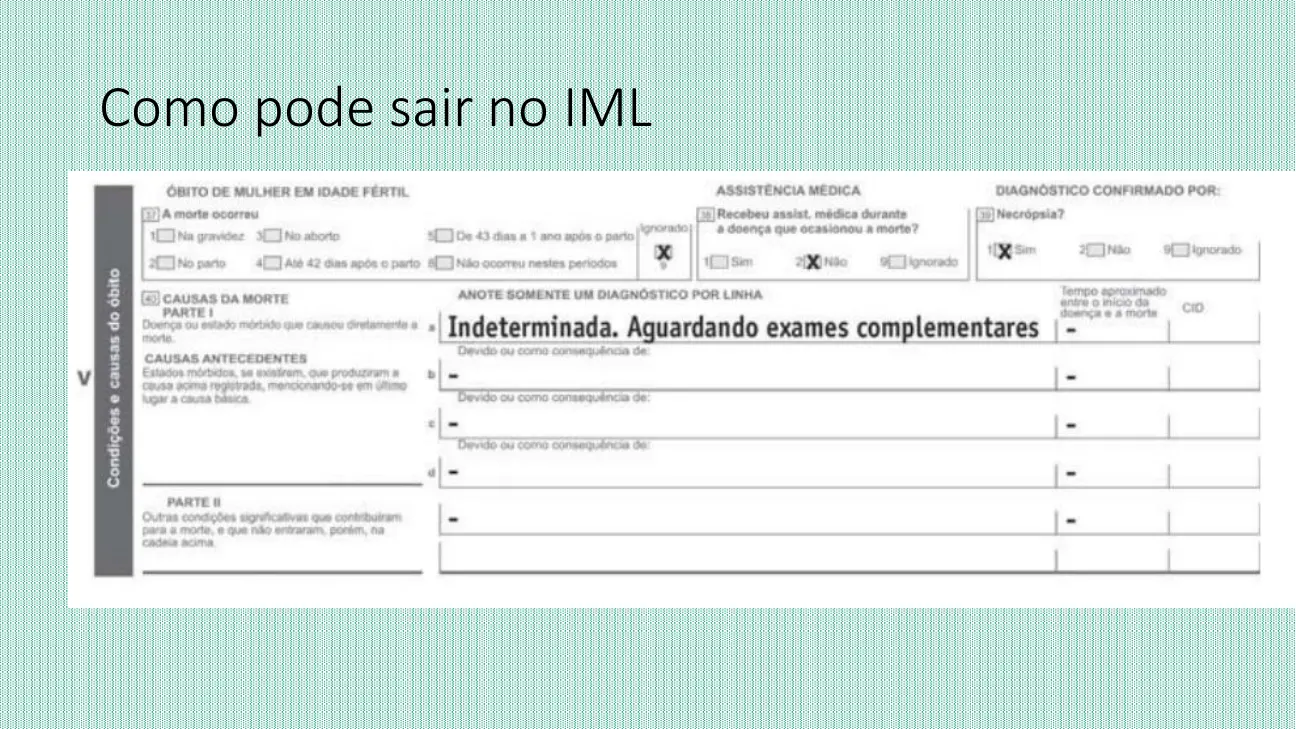 Como pode sair no IML
ÓBITO DE MULHER EM IDADE FÉRTIL
ASSISTÊNCIA MÉDICA
DIAGNÓSTICO CONFIRMADO POR:
37 A morte ocorreu
1 Na gravidez 3 No aborto 5 De 43 dias a 1 ano após o parto
2 No parto 4 Até 42 dias após o parto 8 Não ocorreu nestes períodos
Ignorado
X
9
38 Recebeu assist. médica durante
a doença que ocasionou a morte?
1 Sim 2 X Não 9 Ignorado
39 Necrópsia?
1 X Sim 2 Não 9 Ignorado
V
Condições e causas do óbito
40 CAUSAS DA MORTE
PARTE I
Doença ou estado mórbido que causou diretamente a
morte.
CAUSAS ANTECEDENTES
Estados mórbidos, se existirem, que produziram a
causa acima registrada, mencionando-se em último
lugar a causa básica.
ANOTE SOMENTE UM DIAGNÓSTICO POR LINHA
Tempo aproximado
entre o início da
doença e a morte
CID
a Indeterminada. Aguardando exames complementares -
Devido ou como consequência de:
b - -
Devido ou como consequência de:
c - -
Devido ou como consequência de:
d - -
PARTE II
Outras condições significativas que contribuíram
para a morte, e que não entraram, porém, na
cadeia acima.
- -